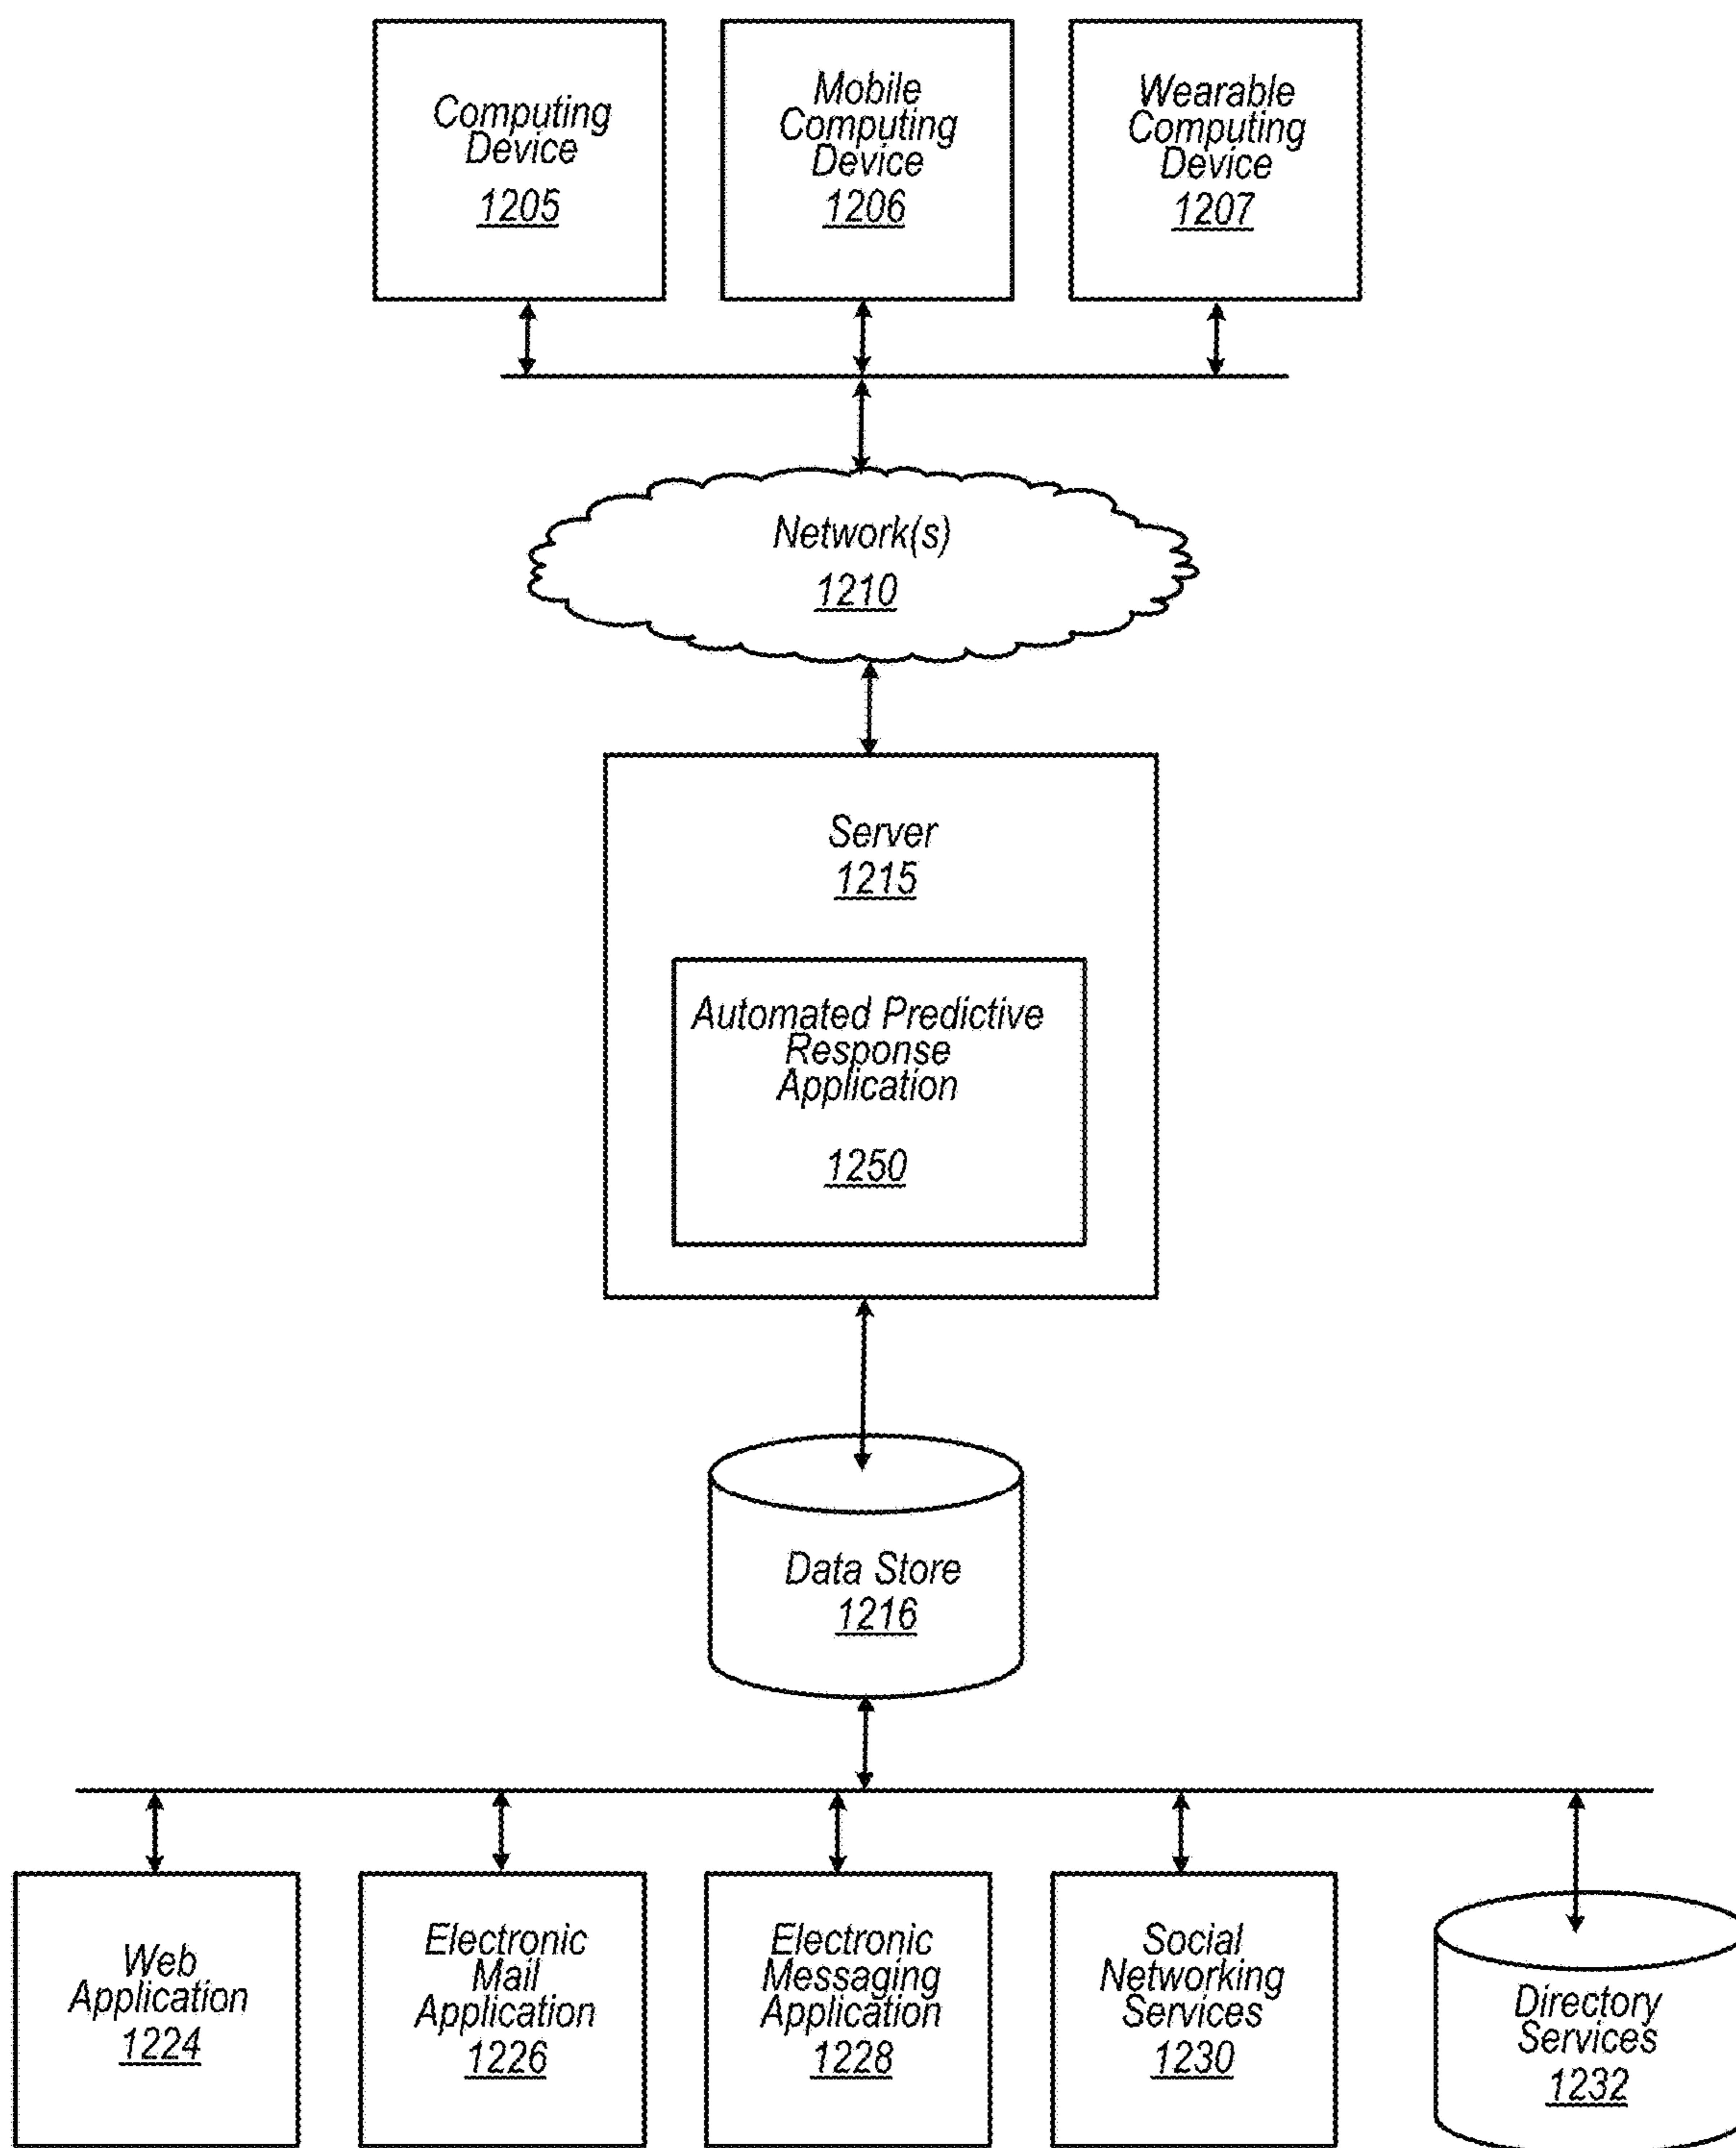 Computing
Device
1205
Mobile
Computing
Device
1206
Wearable
Computing
Device
1207
Network(s)
1210
Server
1215
Automated Predictive
Response
Application
1250
Data Store
1216
Web
Application
1224
Electronic
Mail
Application
1226
Electronic
Messaging
Application
1228
Social
Networking
Services
1230
Directory
Services
1232